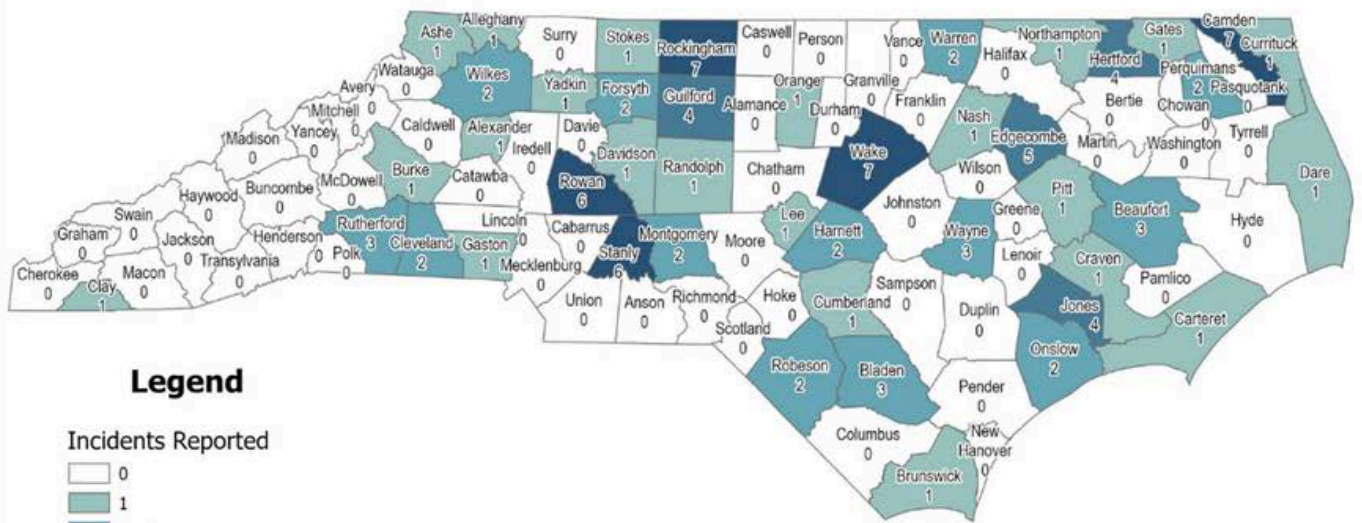 Alleghany
1
Ashe
1
Surry
0
Stokes
1
Rockingham
7
Caswell
0
Person
0
Vance
0
Warren
2
Northampton
1
Gates
1
Camden
7
Currituck
1
Halifax
0
Hertford
4
Perquimans
2
Pasquotank
0
Watauga
0
Wilkes
2
Yadkin
1
Forsyth
2
Guilford
4
Alamance
0
Orange
1
Granville
0
Durham
0
Franklin
0
Bertie
0
Chowan
0
Avery
0
Mitchell
0
Caldwell
0
Alexander
1
Davie
0
Iredell
0
Nash
1
Edgecombe
5
Martin
0
Washington
0
Tyrrell
0
Madison
0
Yancey
0
Davidson
1
Randolph
1
Chatham
0
Wake
7
Wilson
0
Dare
1
Burke
1
Catawba
0
McDowell
0
Buncombe
0
Haywood
0
Rowan
6
Pitt
1
Beaufort
3
Hyde
0
Swain
0
Rutherford
3
Lincoln
0
Cabarrus
0
Lee
1
Johnston
0
Greene
0
Graham
0
Jackson
0
Henderson
0
Polk
0
Cleveland
2
Gaston
1
Stanly
6
Montgomery
2
Moore
0
Harnett
2
Wayne
3
Lenoir
0
Craven
1
Pamlico
0
Transylvania
0
Cherokee
0
Clay
1
Macon
0
Mecklenburg
0
Union
0
Anson
0
Richmond
0
Hoke
0
Scotland
0
Cumberland
1
Sampson
0
Duplin
0
Jones
4
Carteret
1
Onslow
2
Robeson
2
Bladen
3
Pender
0
Columbus
0
New
Hanover
0
Brunswick
1
Legend
Incidents Reported
0
1